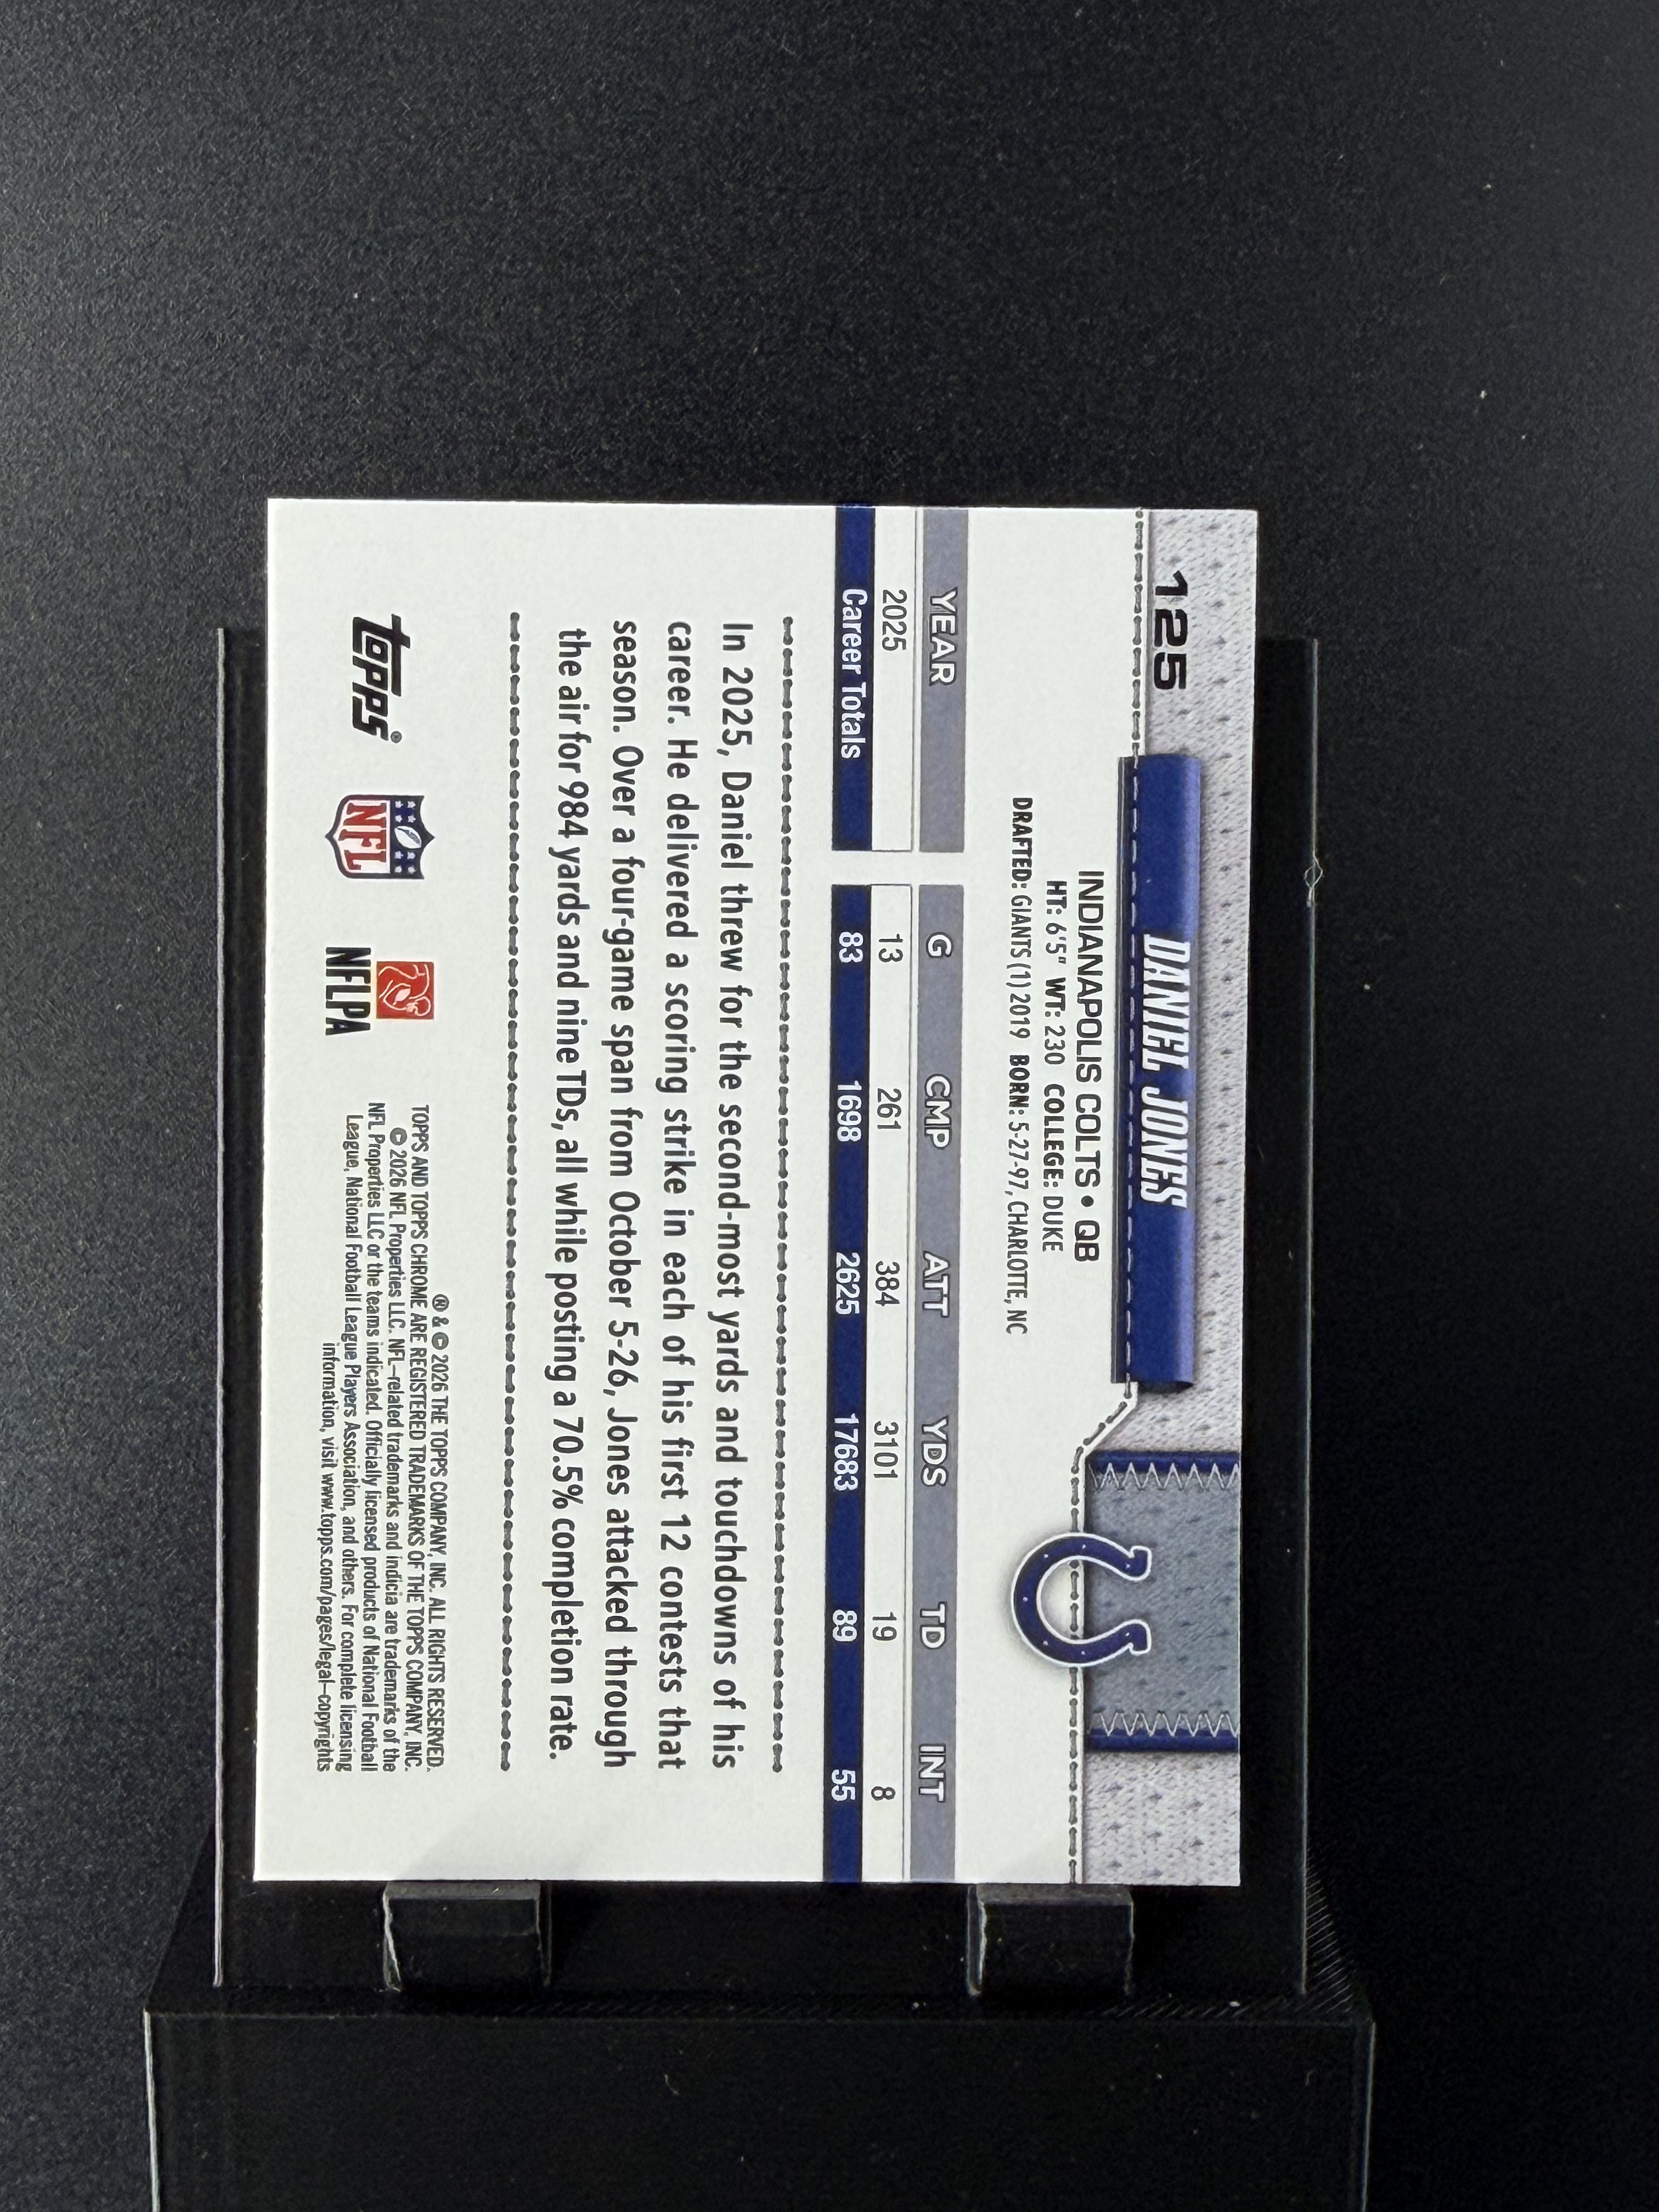 125
DANIEL JONES
INDIANAPOLIS COLTS • QB
HT: 6'5" WT: 230 COLLEGE: DUKE
DRAFTED: GIANTS (1) 2019 BORN: 5-27-97, CHARLOTTE, NC
YEAR G CMP ATT YDS TD INT
2025 13 261 384 3101 19 8
Career Totals 83 1698 2625 17683 89 55
In 2025, Daniel threw for the second-most yards and touchdowns of his
career. He delivered a scoring strike in each of his first 12 contests that
season. Over a four-game span from October 5-26, Jones attacked through
the air for 984 yards and nine TDs, all while posting a 70.5% completion rate.
topps®
NFL
NFLPA
® & © 2026 THE TOPPS COMPANY, INC. ALL RIGHTS RESERVED.
TOPPS AND TOPPS CHROME ARE REGISTERED TRADEMARKS OF THE TOPPS COMPANY, INC.
© 2026 NFL Properties LLC. NFL-related trademarks and indicia are trademarks of the
NFL Properties LLC or the teams indicated. Officially licensed products of National Football
League, National Football League Players Association, and others. For complete licensing
information, visit www.topps.com/pages/legal-copyrights